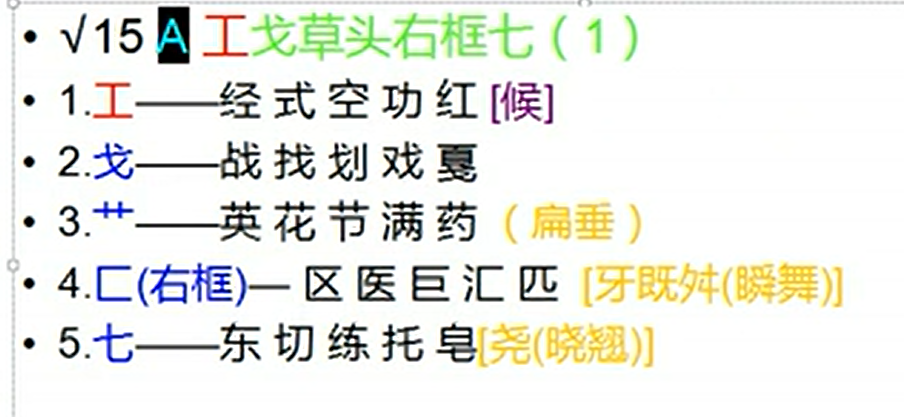 • √15 A 工戈草头右框七（1）
• 1.工——经 式 空 功 红 [候]
• 2.戈——战 找 划 戏 戛
• 3.艹——英 花 节 满 药 （扁垂）
• 4.匚(右框)— 区 医 巨 汇 匹 [牙既舛(瞬舞)]
• 5.七——东 切 练 托 皂[尧(晓翘)]